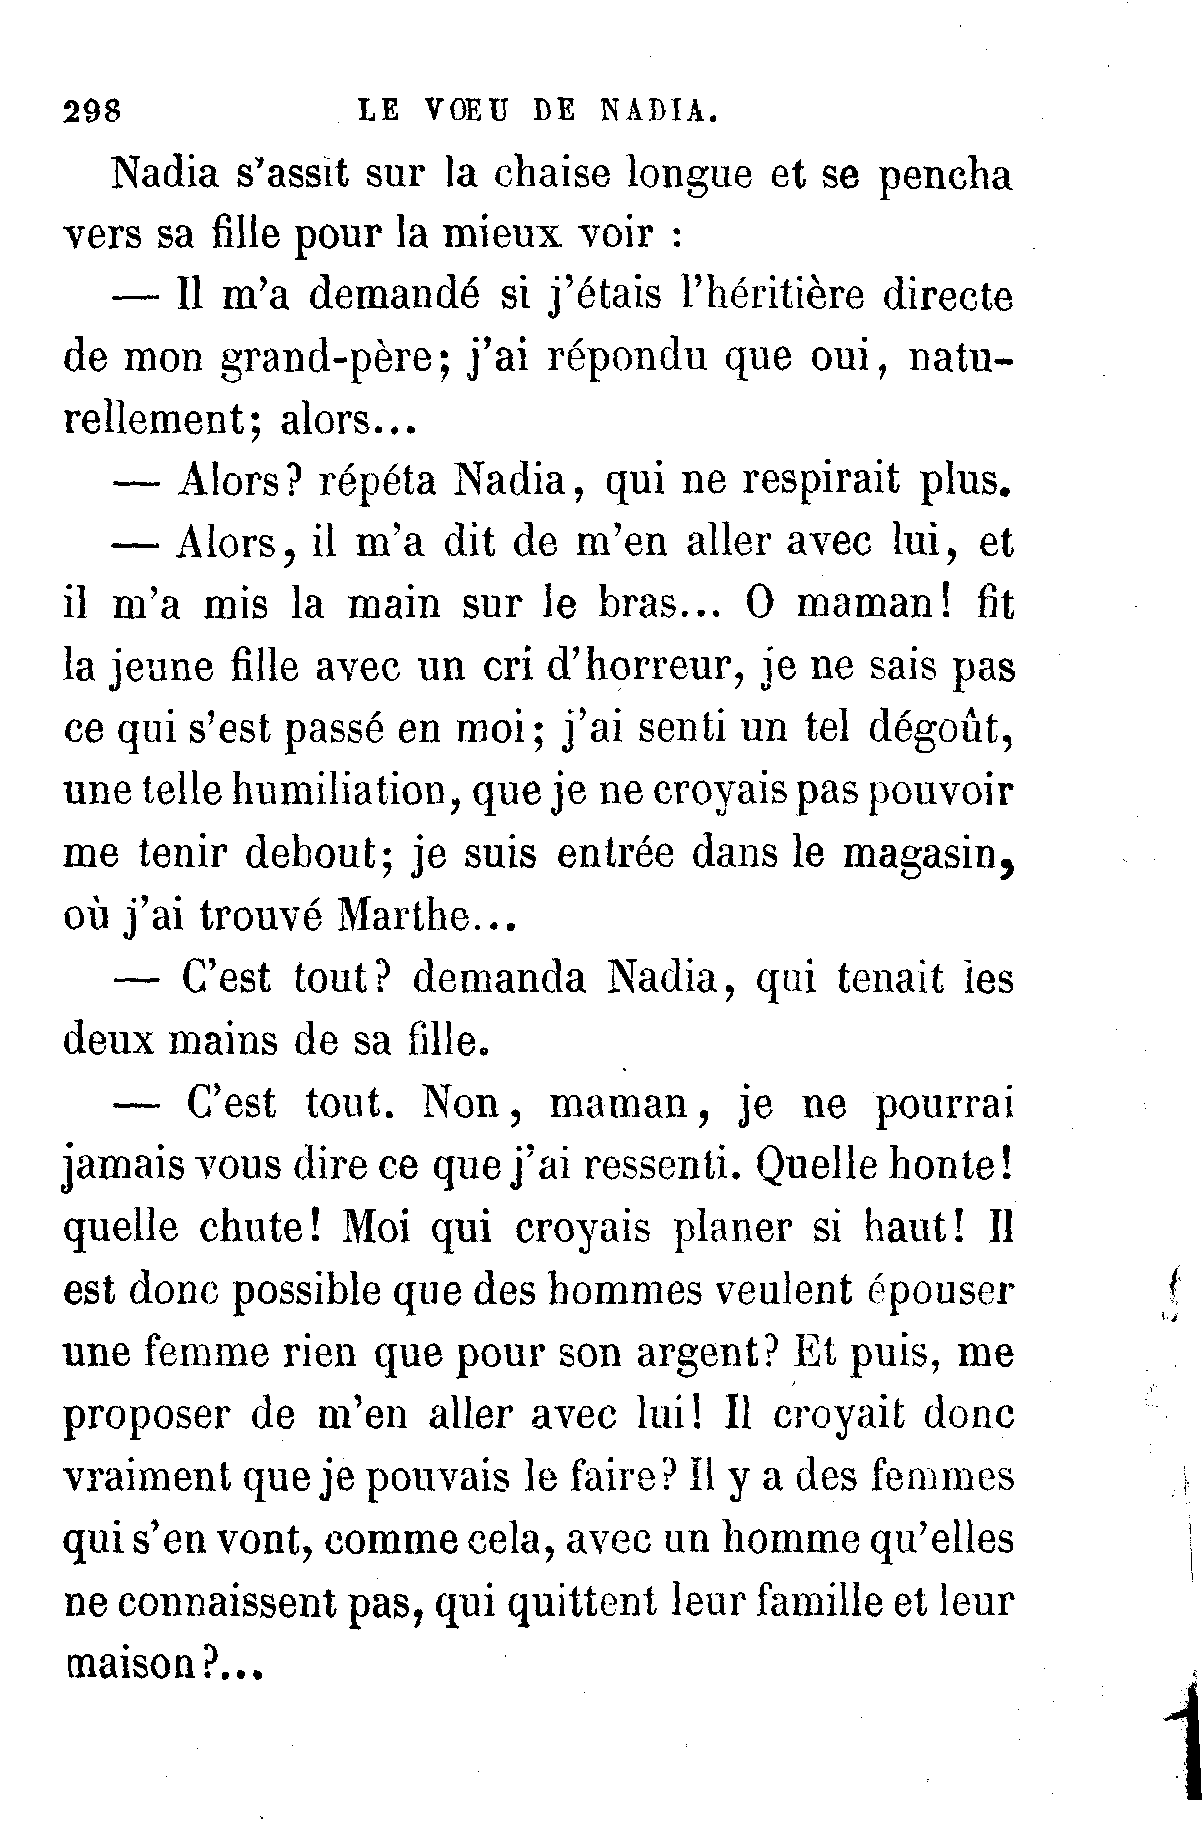 298 LE VŒU DE NADIA.
Nadia s'assit sur la chaise longue et se pencha
vers sa fille pour la mieux voir :
— Il m'a demandé si j'étais l'héritière directe
de mon grand-père; j'ai répondu que oui, natu-
rellement; alors...
— Alors? répéta Nadia, qui ne respirait plus.
— Alors, il m'a dit de m'en aller avec lui, et
il m'a mis la main sur le bras... O maman! fit
la jeune fille avec un cri d'horreur, je ne sais pas
ce qui s'est passé en moi; j'ai senti un tel dégoût,
une telle humiliation, que je ne croyais pas pouvoir
me tenir debout; je suis entrée dans le magasin,
où j'ai trouvé Marthe...
— C'est tout? demanda Nadia, qui tenait les
deux mains de sa fille.
— C'est tout. Non, maman, je ne pourrai
jamais vous dire ce que j'ai ressenti. Quelle honte!
quelle chute! Moi qui croyais planer si haut! Il
est donc possible que des hommes veulent épouser
une femme rien que pour son argent? Et puis, me
proposer de m'en aller avec lui! Il croyait donc
vraiment que je pouvais le faire? Il y a des femmes
qui s'en vont, comme cela, avec un homme qu'elles
ne connaissent pas, qui quittent leur famille et leur
maison?...